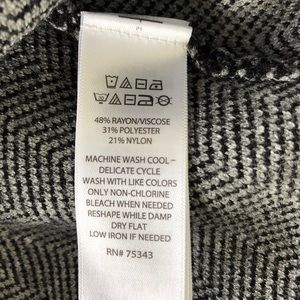 48% RAYON/VISCOSE
31% POLYESTER
21% NYLON
MACHINE WASH COOL –
DELICATE CYCLE
WASH WITH LIKE COLORS
ONLY NON-CHLORINE
BLEACH WHEN NEEDED
RESHAPE WHILE DAMP
DRY FLAT
LOW IRON IF NEEDED
RN# 75343